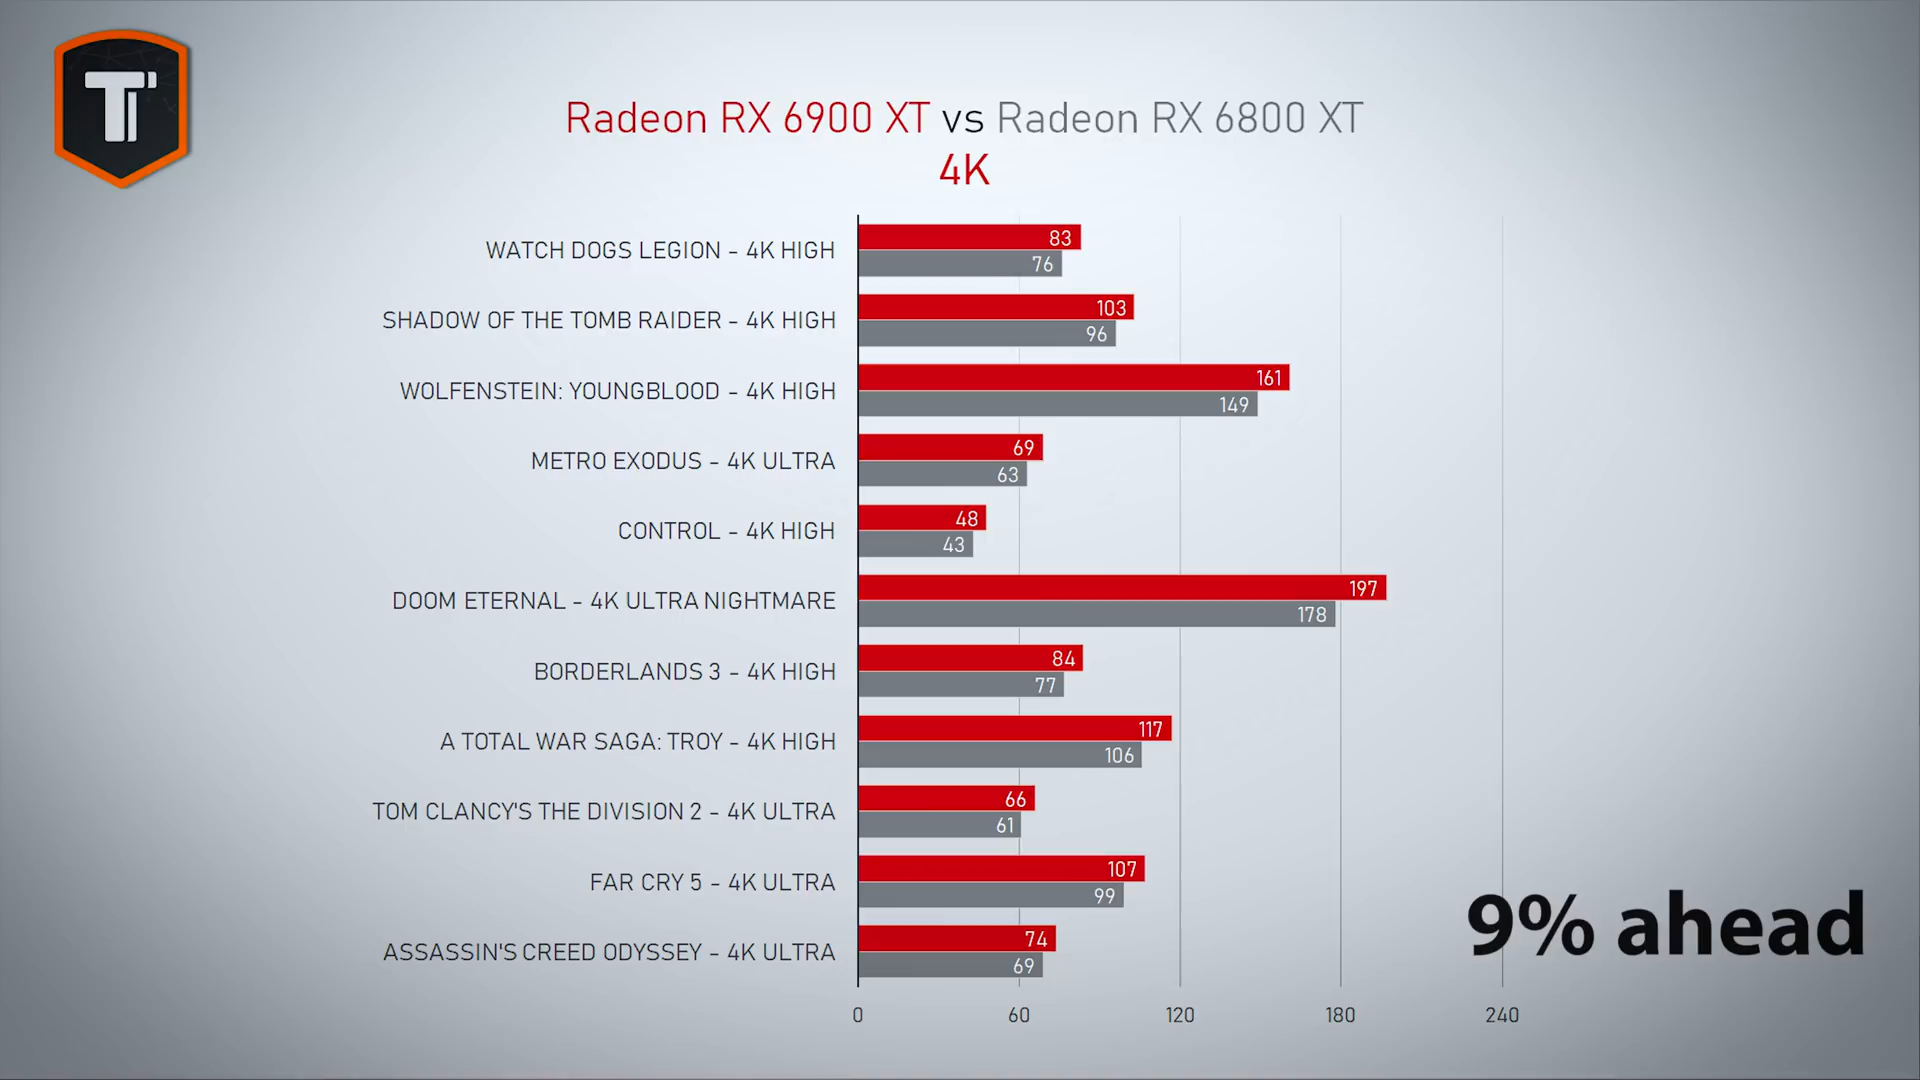 T
Radeon RX 6900 XT vs Radeon RX 6800 XT
4K
WATCH DOGS LEGION - 4K HIGH
83
76
SHADOW OF THE TOMB RAIDER - 4K HIGH
103
96
WOLFENSTEIN: YOUNGBLOOD - 4K HIGH
161
149
METRO EXODUS - 4K ULTRA
69
63
CONTROL - 4K HIGH
48
43
DOOM ETERNAL - 4K ULTRA NIGHTMARE
197
178
BORDERLANDS 3 - 4K HIGH
84
77
A TOTAL WAR SAGA: TROY - 4K HIGH
117
106
TOM CLANCY'S THE DIVISION 2 - 4K ULTRA
66
61
FAR CRY 5 - 4K ULTRA
107
99
ASSASSIN'S CREED ODYSSEY - 4K ULTRA
74
69
9% ahead
0 60 120 180 240